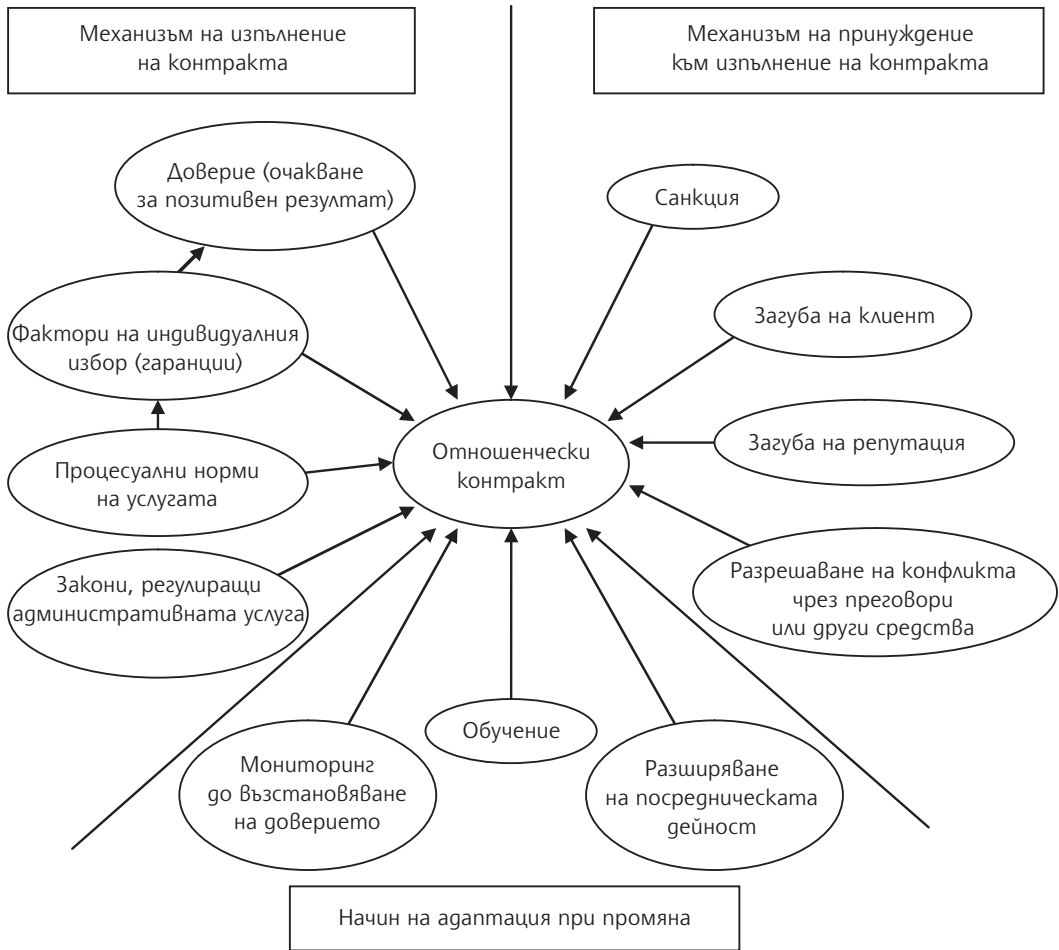 Механизъм на изпълнение
на контракта
Механизъм на принуждение
към изпълнение на контракта
Доверие (очакване
за позитивен резултат)
Санкция
Фактори на индивидуалния
избор (гаранции)
Загуба на клиент
Процесуални норми
на услугата
Отношенчески
контракт
Загуба на репутация
Закони, регулиращи
административната услуга
Разрешаване на конфликта
чрез преговори
или други средства
Мониторинг
до възстановяване
на доверието
Обучение
Разширяване
на посредническата
дейност
Начин на адаптация при промяна